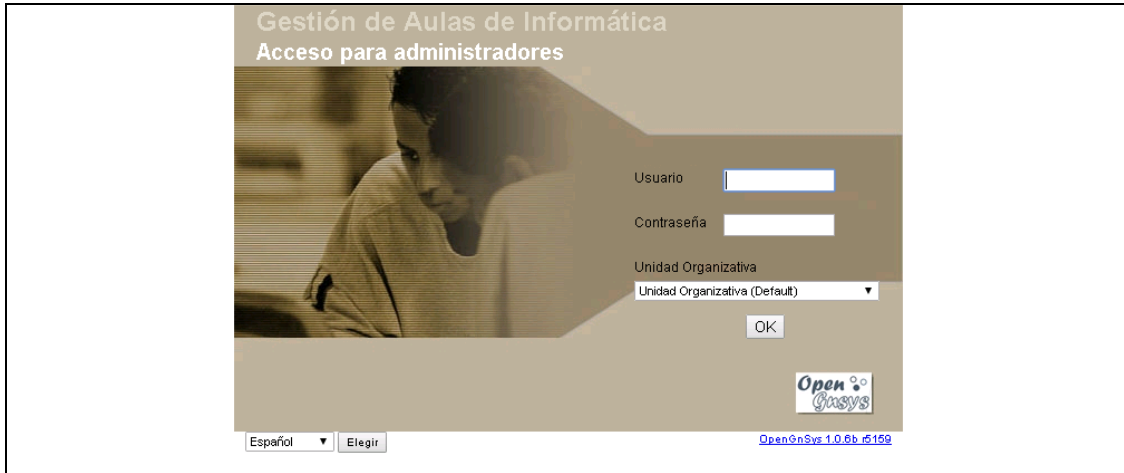 Gestión de Aulas de Informática
Acceso para administradores
Usuario
Contraseña
Unidad Organizativa
Unidad Organizativa (Default)
OK
Open
Gnsys
Español
Elegir
OpenGnSys 1.0.6b r5159